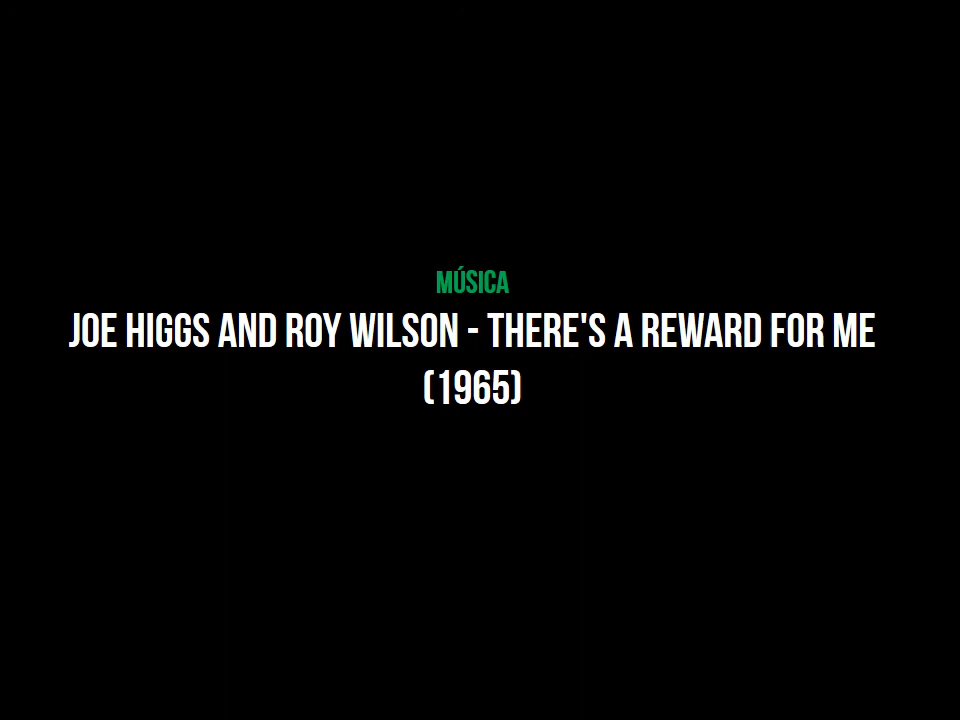 MÚSICA
JOE HIGGS AND ROY WILSON - THERE'S A REWARD FOR ME
(1965)